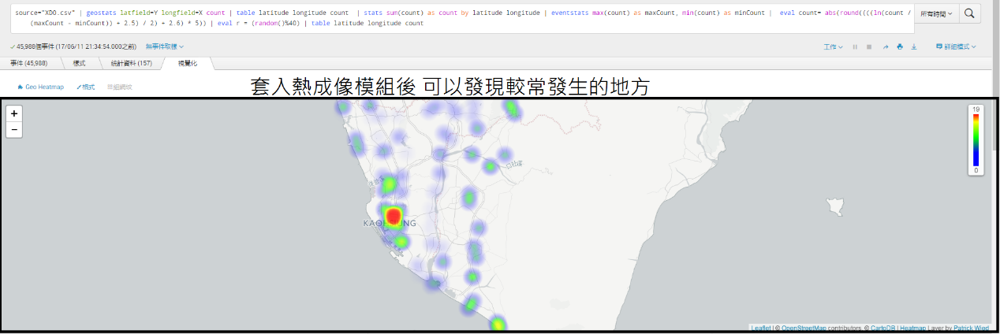 source="XDO.csv" | geostats latfield=Y longfield=X count | table latitude longitude count | stats sum(count) as count by latitude longitude | eventstats max(count) as maxCount, min(count) as minCount | eval count= abs(round((((ln(count /
(maxCount - minCount)) + 2.5) / 2) + 2.6) * 5)) | eval r = (random()%40) | table latitude longitude count
所有時間
45,988個事件 (17/06/11 21:34:54.000之前)
無事件取樣
工作
詳細模式
事件 (45,988)
樣式
統計資料 (157)
視覺化
Geo Heatmap
格式
套入熱成像模組後 可以發現較常發生的地方
+
−
19
0
KAOHSIUNG
Leaflet | © OpenStreetMap contributors, © CartoDB | Heatmap Layer by Patrick Wied